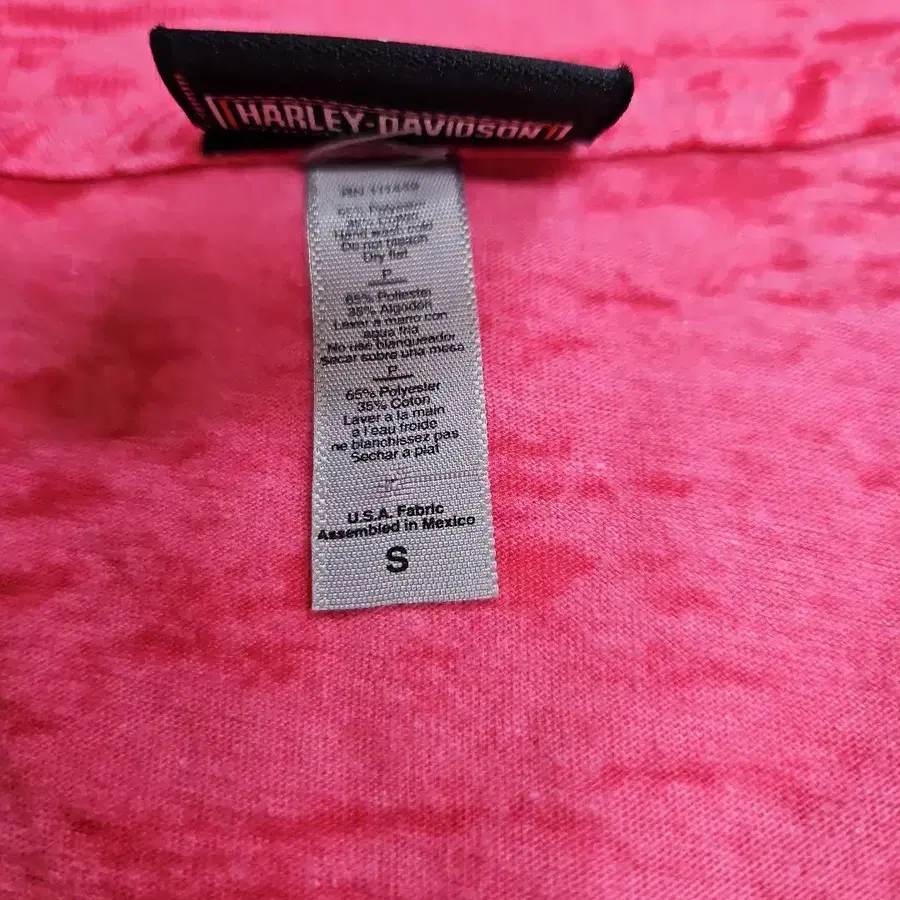 HARLEY-DAVIDSON
RN
65% Polyester
35% Cotton
Hand wash cold
Do not bleach
Dry flat
P
65% Poliester
35% Algodon
Lavar a mano con
agua fria
No use blanqueador
Secar sobre una mesa
P
65% Polyester
35% Coton
Laver a la main
a l'eau froide
ne blanchissez pas
Sechar a plat
U.S.A. Fabric
Assembled in Mexico
S